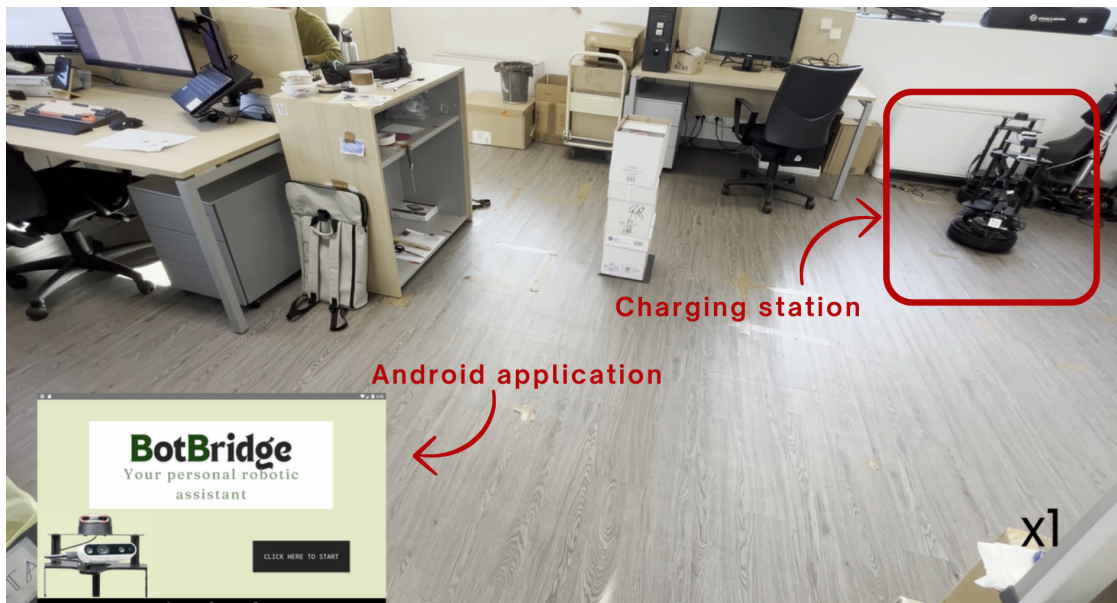 Charging station
Android application
BotBridge
Your personal robotic
assistant
CLICK HERE TO START
x1